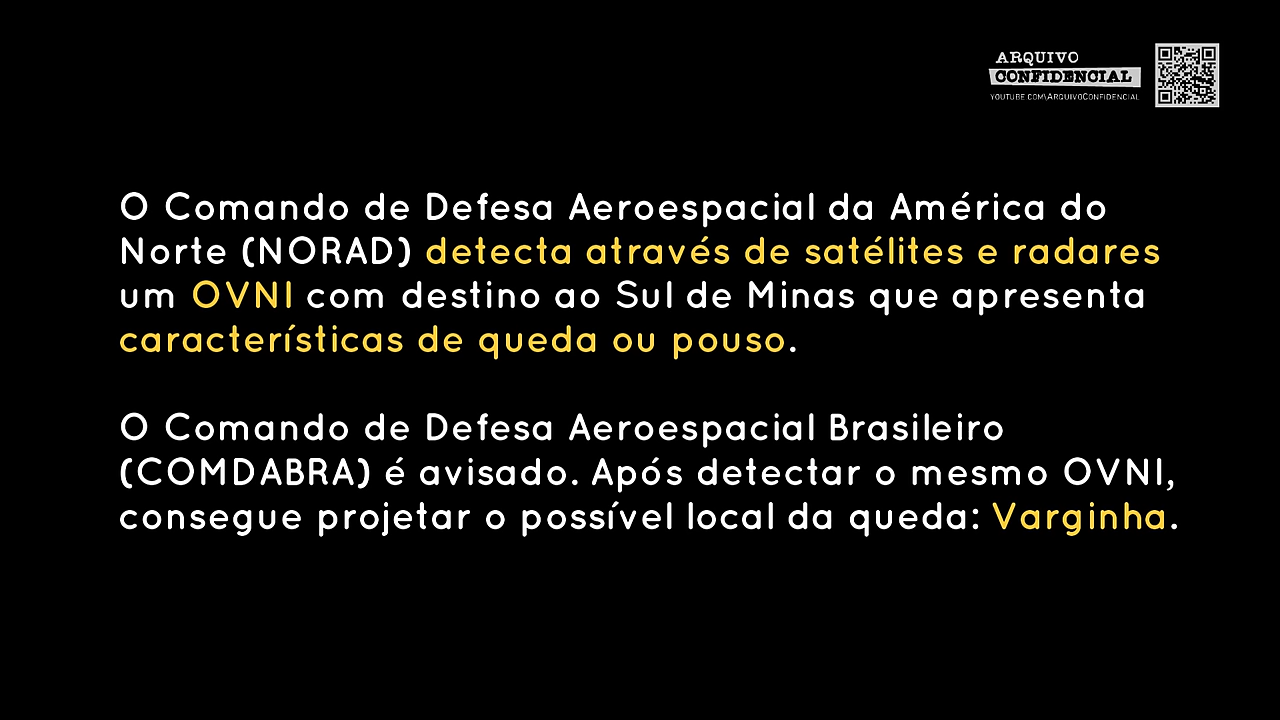 ARQUIVO
CONFIDENCIAL
YOUTUBE.COM\ARQUIVOCONFIDENCIAL
O Comando de Defesa Aeroespacial da América do
Norte (NORAD) detecta através de satélites e radares
um OVNI com destino ao Sul de Minas que apresenta
características de queda ou pouso.
O Comando de Defesa Aeroespacial Brasileiro
(COMDABRA) é avisado. Após detectar o mesmo OVNI,
consegue projetar o possível local da queda: Varginha.